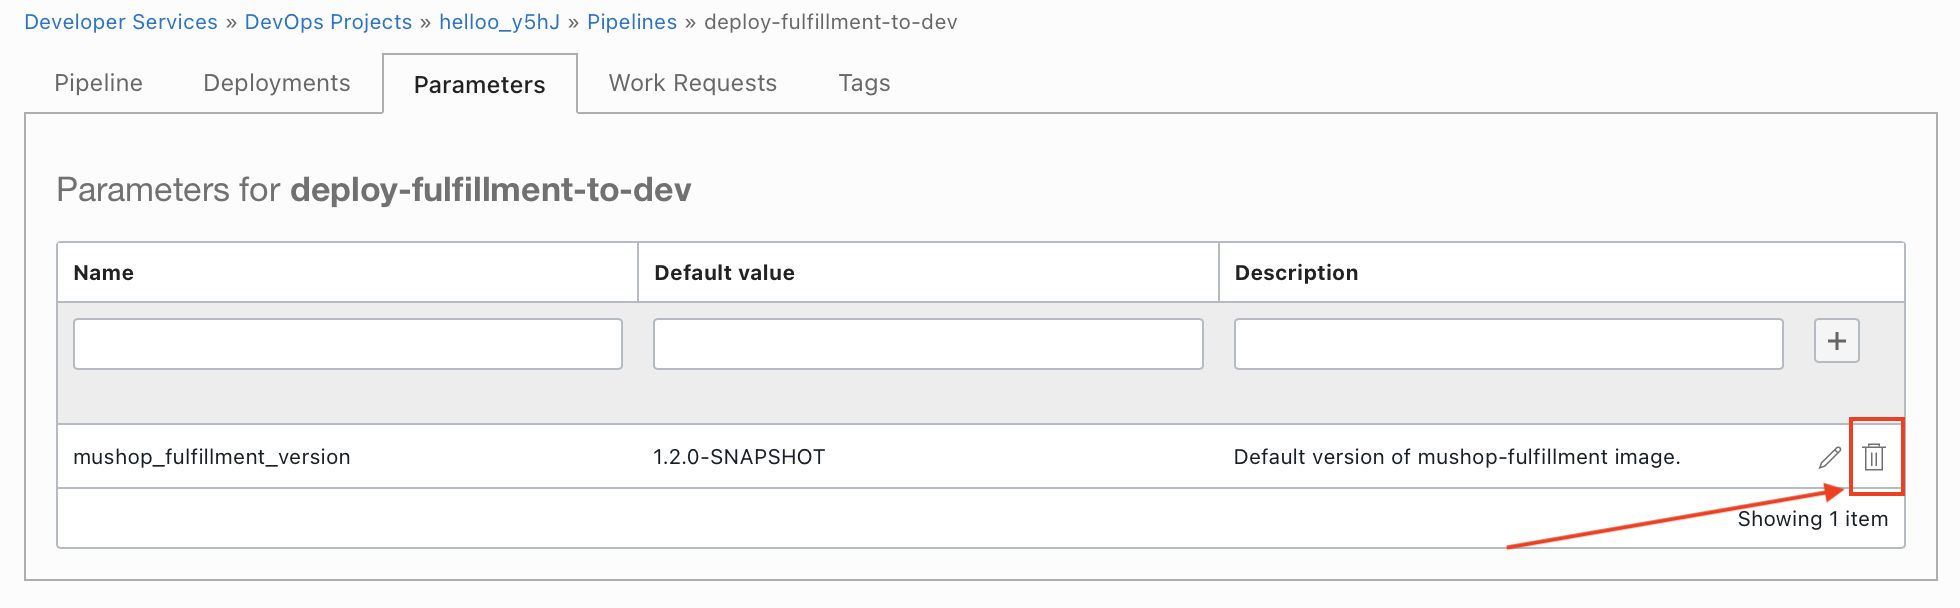 Developer Services » DevOps Projects » helloo_y5hJ » Pipelines » deploy-fulfillment-to-dev
Pipeline Deployments Parameters Work Requests Tags
Parameters for deploy-fulfillment-to-dev
Name Default value Description
+
mushop_fulfillment_version 1.2.0-SNAPSHOT Default version of mushop-fulfillment image.
Showing 1 item